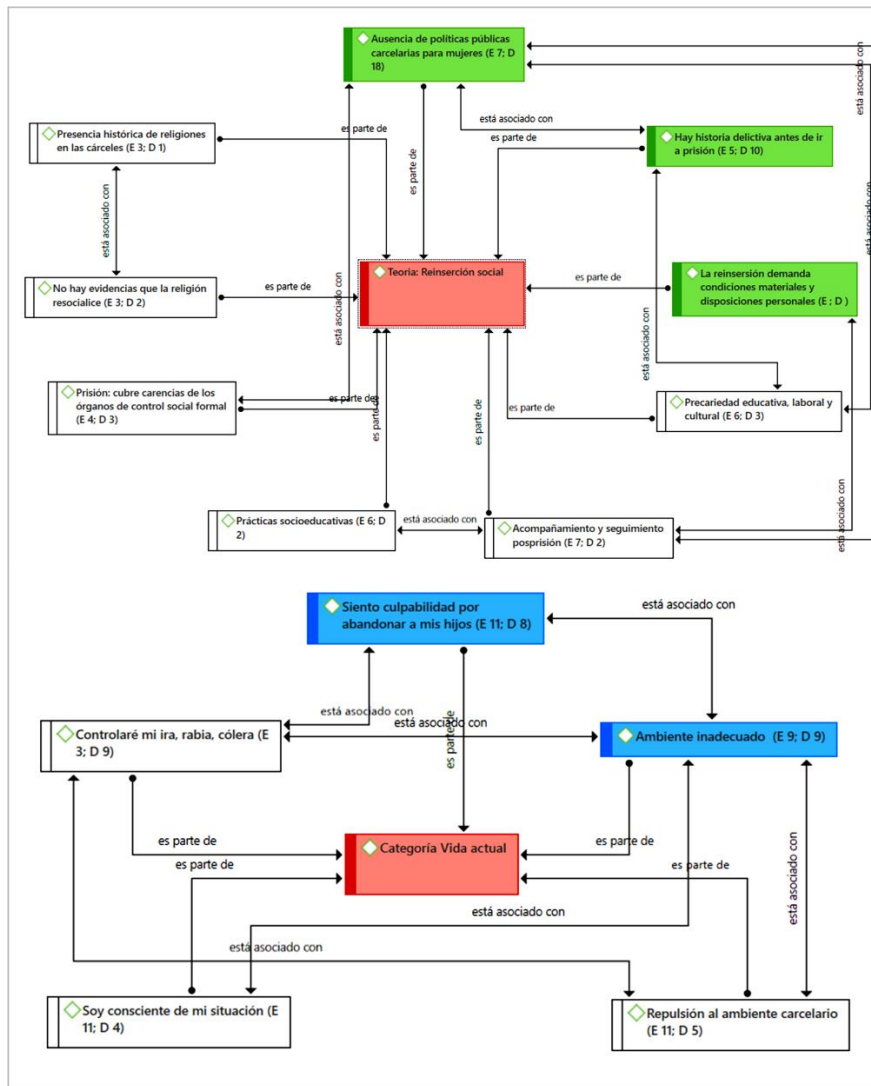 Ausencia de políticas públicas
carcelarias para mujeres (E 7; D
18)
está asociado con
Presencia histórica de religiones
en las cárceles (E 3; D 1)
es parte de
Hay historia delictiva antes de ir
a prisión (E 5; D 10)
es parte de
es parte de
está asociado con
está asociado con
Teoria: Reinserción social
La reinsersión demanda
condiciones materiales y
disposiciones personales (E ; D )
es parte de
No hay evidencias que la religión
resocialice (E 3; D 2)
es parte de
está asociado con
está asociado con
Prisión: cubre carencias de los
órganos de control social formal
(E 4; D 3)
es parte de
es parte de
es parte de
es parte de
Precariedad educativa, laboral y
cultural (E 6; D 3)
está asociado con
Prácticas socioeducativas (E 6; D
2)
está asociado con
Acompañamiento y seguimiento
posprisión (E 7; D 2)
está asociado con
Siento culpabilidad por
abandonar a mis hijos (E 11; D 8)
está asociado con
está asociado con
Controlaré mi ira, rabia, cólera (E
3; D 9)
está asociado con
es parte de
Ambiente inadecuado (E 9; D 9)
es parte de
Categoría Vida actual
es parte de
es parte de
es parte de
está asociado con
está asociado con
está asociado con
Soy consciente de mi situación (E
11; D 4)
Repulsión al ambiente carcelario
(E 11; D 5)